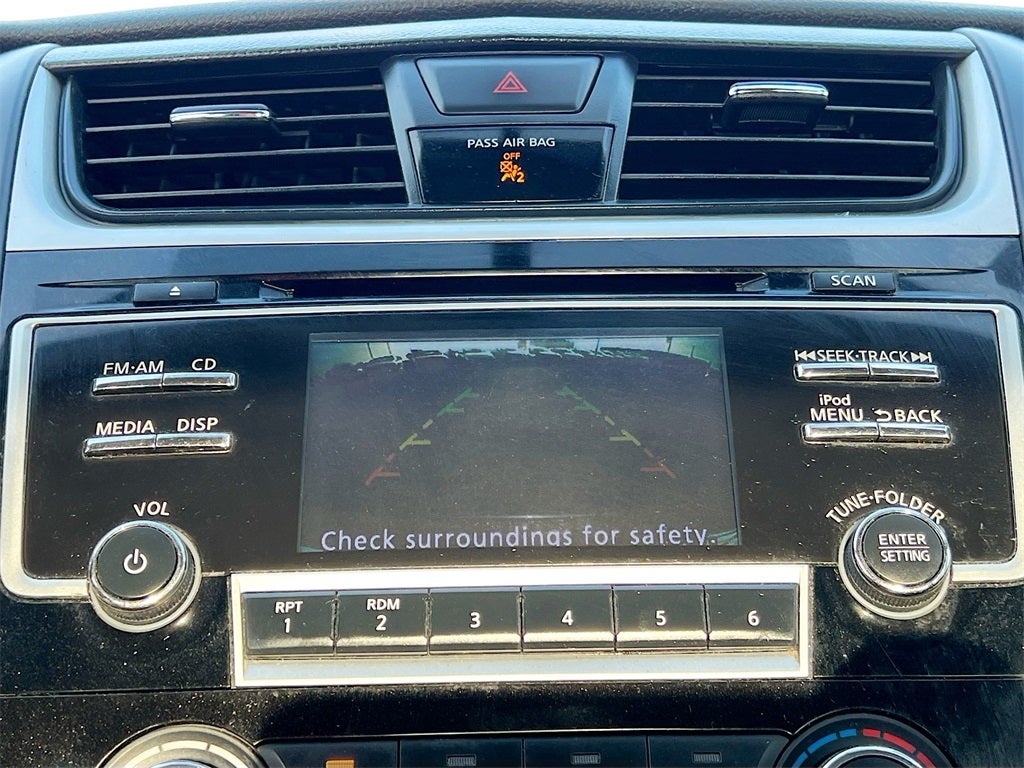 PASS AIR BAG
OFF
2
SCAN
FM·AM CD
SEEK·TRACK
MEDIA DISP
iPod
MENU BACK
VOL
TUNE·FOLDER
ENTER
SETTING
Check surroundings for safety.
RPT
1
RDM
2
3
4
5
6